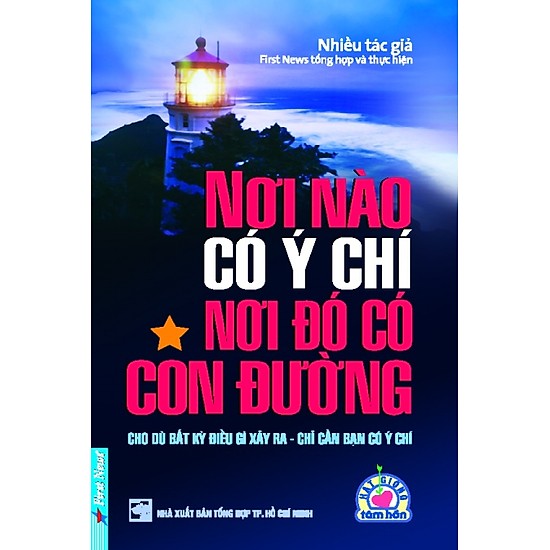 Nhiều tác giả
First News tổng hợp và thực hiện
NƠI NÀO
CÓ Ý CHÍ
NƠI ĐÓ CÓ
CON ĐƯỜNG
CHO DÙ BẤT KỲ ĐIỀU GÌ XẢY RA - CHỈ CẦN BẠN CÓ Ý CHÍ
First News
NHÀ XUẤT BẢN TỔNG HỢP TP. HỒ CHÍ MINH
HẠT GIỐNG
tâm hồn